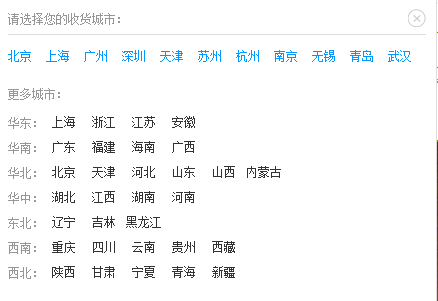 请选择您的收货城市：
北京 上海 广州 深圳 天津 苏州 杭州 南京 无锡 青岛 武汉
更多城市：
华东： 上海 浙江 江苏 安徽
华南： 广东 福建 海南 广西
华北： 北京 天津 河北 山东 山西 内蒙古
华中： 湖北 江西 湖南 河南
东北： 辽宁 吉林 黑龙江
西南： 重庆 四川 云南 贵州 西藏
西北： 陕西 甘肃 宁夏 青海 新疆